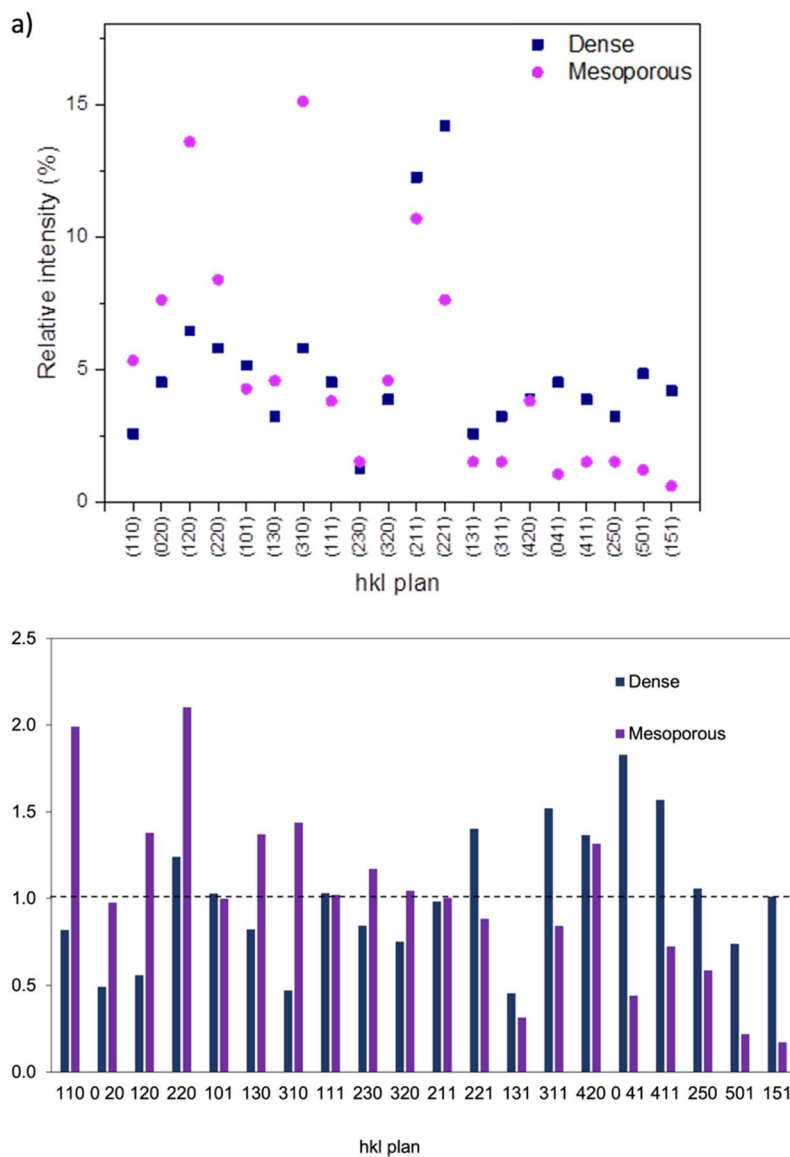 a)
Dense
Mesoporous
15
10
5
0
Relative intensity (%)
(110) (020) (120) (220) (101) (130) (310) (111) (230) (320) (211) (221) (131) (311) (420) (041) (411) (250) (501) (151)
hkl plan
2.5
2.0
1.5
1.0
0.5
0.0
Dense
Mesoporous
110 0 20 120 220 101 130 310 111 230 320 211 221 131 311 420 0 41 411 250 501 151
hkl plan